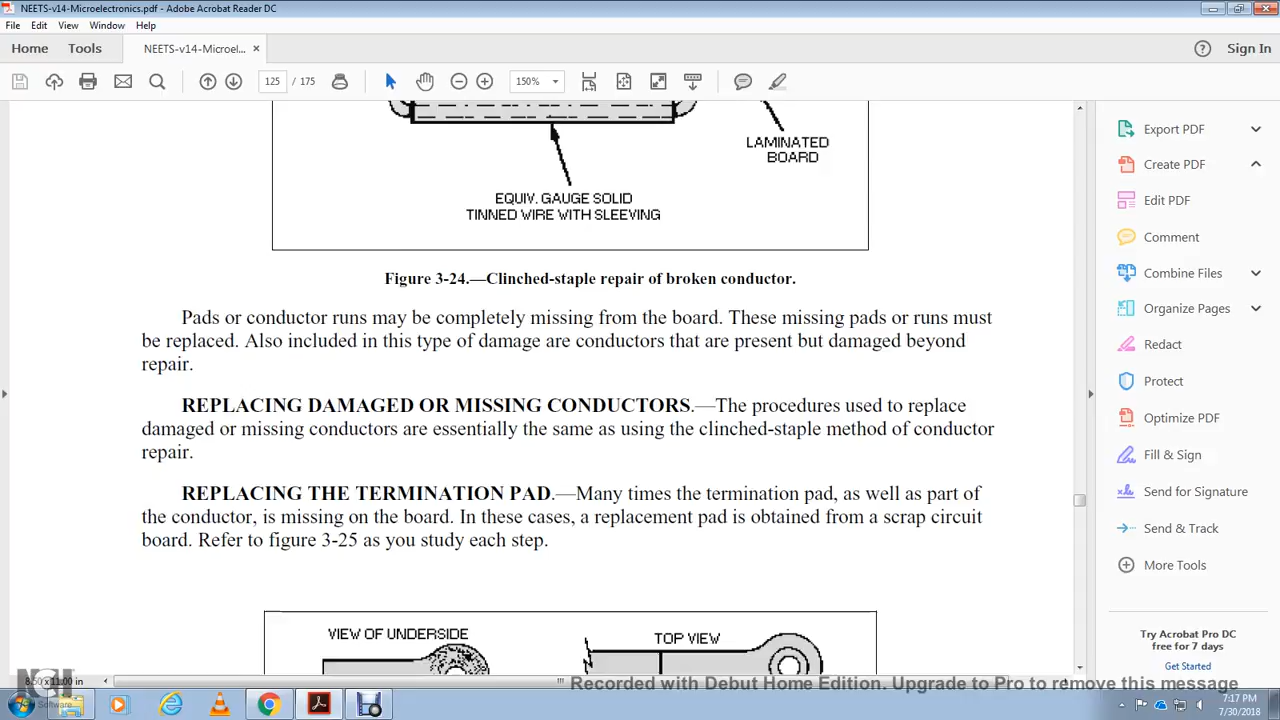 NEETS-v14-Microelectronics.pdf - Adobe Acrobat Reader DC
File Edit View Window Help
Home Tools NEETS-v14-Microel... × Sign In
125 / 175 150%
LAMINATED
BOARD
EQUIV. GAUGE SOLID
TINNED WIRE WITH SLEEVING
Figure 3-24.—Clinched-staple repair of broken conductor.
Pads or conductor runs may be completely missing from the board. These missing pads or runs must
be replaced. Also included in this type of damage are conductors that are present but damaged beyond
repair.
REPLACING DAMAGED OR MISSING CONDUCTORS.—The procedures used to replace
damaged or missing conductors are essentially the same as using the clinched-staple method of conductor
repair.
REPLACING THE TERMINATION PAD.—Many times the termination pad, as well as part of
the conductor, is missing on the board. In these cases, a replacement pad is obtained from a scrap circuit
board. Refer to figure 3-25 as you study each step.
VIEW OF UNDERSIDE
TOP VIEW
Export PDF
Create PDF
Edit PDF
Comment
Combine Files
Organize Pages
Redact
Protect
Optimize PDF
Fill & Sign
Send for Signature
Send & Track
More Tools
Try Acrobat Pro DC
free for 7 days
Get Started
8.50 x 11.00 in
Recorded with Debut Home Edition. Upgrade to Pro to remove this message
NCH
Software
7:17 PM
7/30/2018